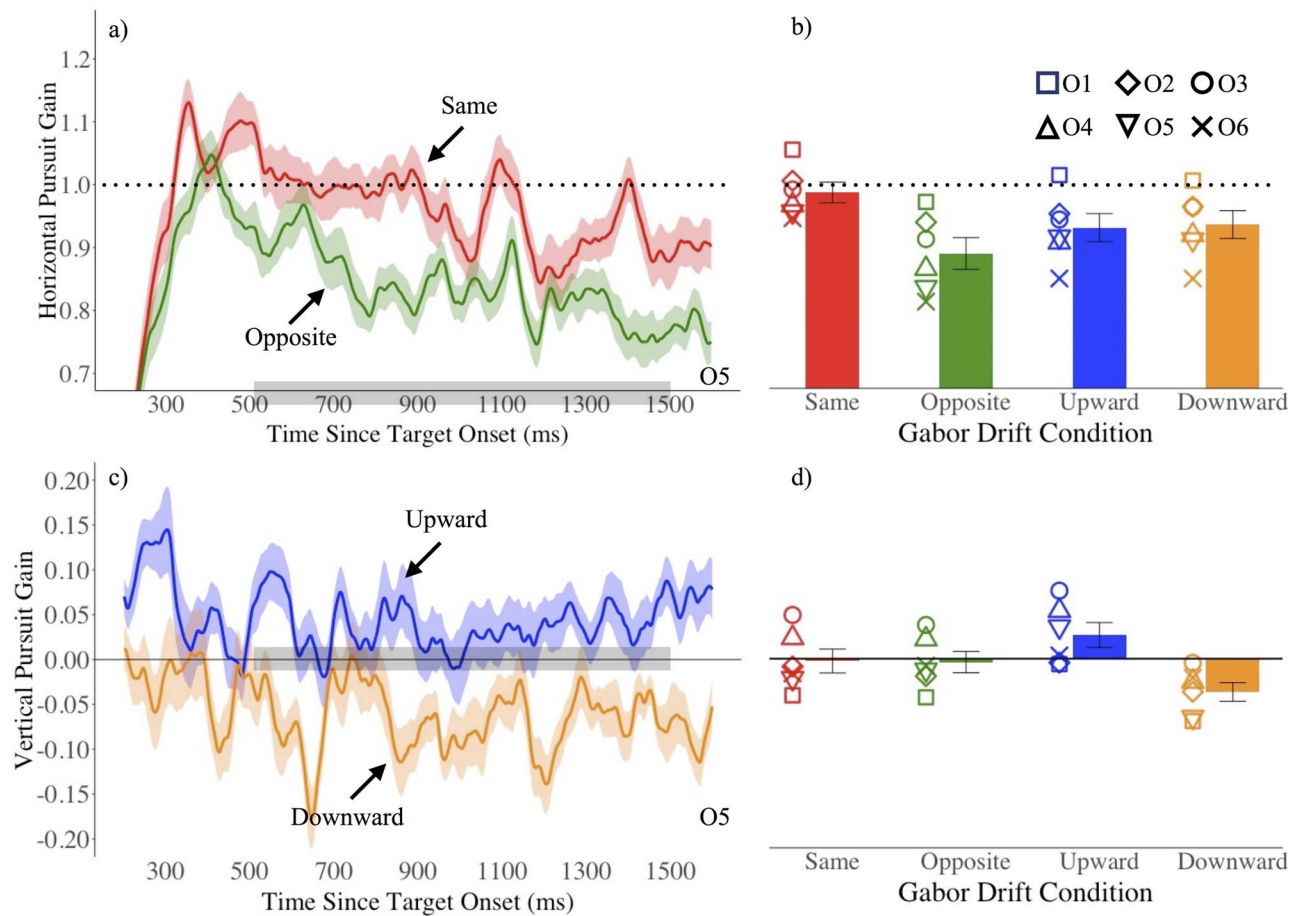 a)
Horizontal Pursuit Gain
1.2
1.1
1.0
0.9
0.8
0.7
Same
Opposite
O5
300 500 700 900 1100 1300 1500
Time Since Target Onset (ms)
b)
O1 O2 O3
O4 O5 O6
Same Opposite Upward Downward
Gabor Drift Condition
c)
Vertical Pursuit Gain
0.20
0.15
0.10
0.05
0.00
-0.05
-0.10
-0.15
-0.20
Upward
Downward
O5
300 500 700 900 1100 1300 1500
Time Since Target Onset (ms)
d)
Same Opposite Upward Downward
Gabor Drift Condition